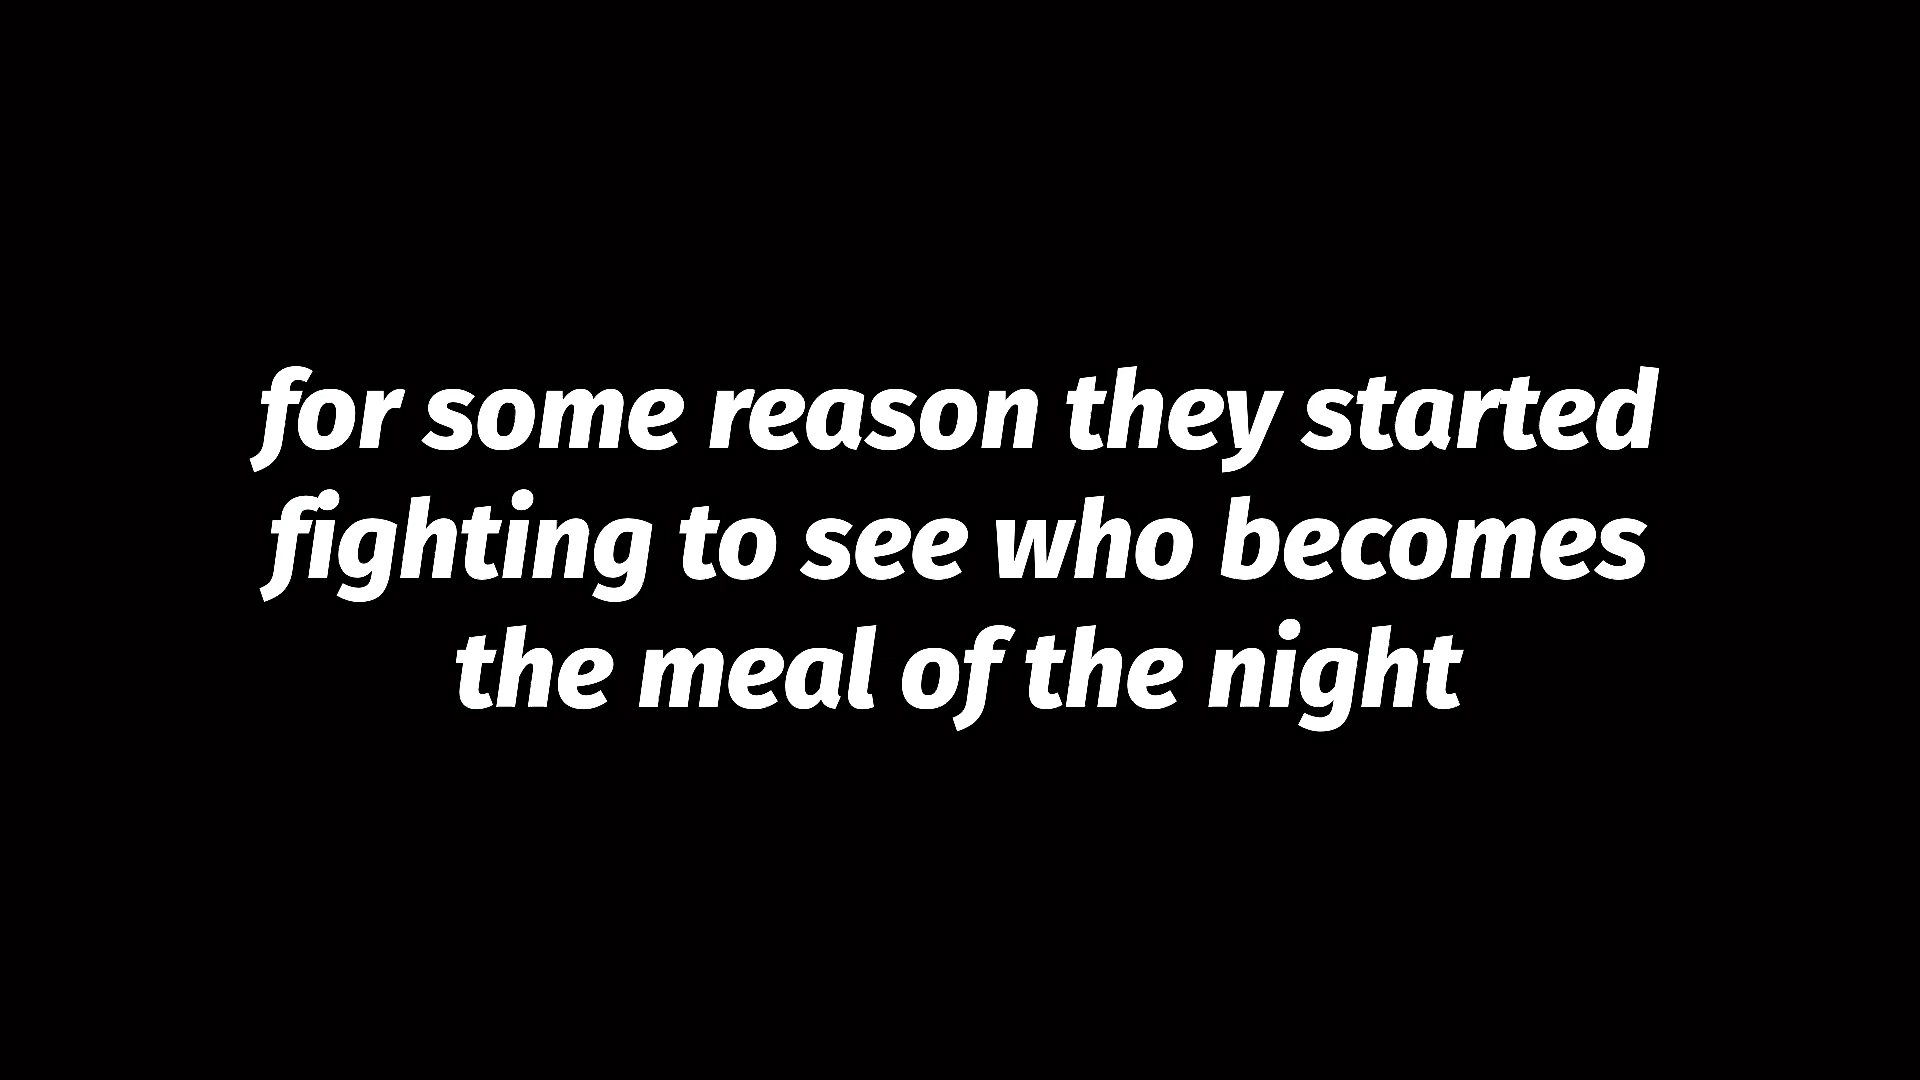 for some reason they started
fighting to see who becomes
the meal of the night